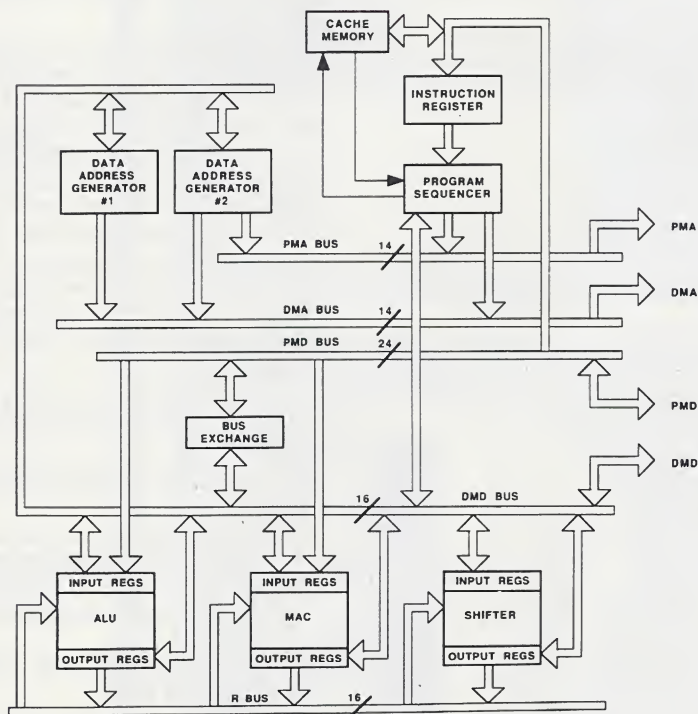 CACHE
MEMORY
INSTRUCTION
REGISTER
DATA
ADDRESS
GENERATOR
#1
DATA
ADDRESS
GENERATOR
#2
PROGRAM
SEQUENCER
PMA BUS
14
PMA
DMA BUS
14
DMA
PMD BUS
24
PMD
BUS
EXCHANGE
DMD
16
DMD BUS
INPUT REGS
ALU
OUTPUT REGS
INPUT REGS
MAC
OUTPUT REGS
INPUT REGS
SHIFTER
OUTPUT REGS
R BUS
16